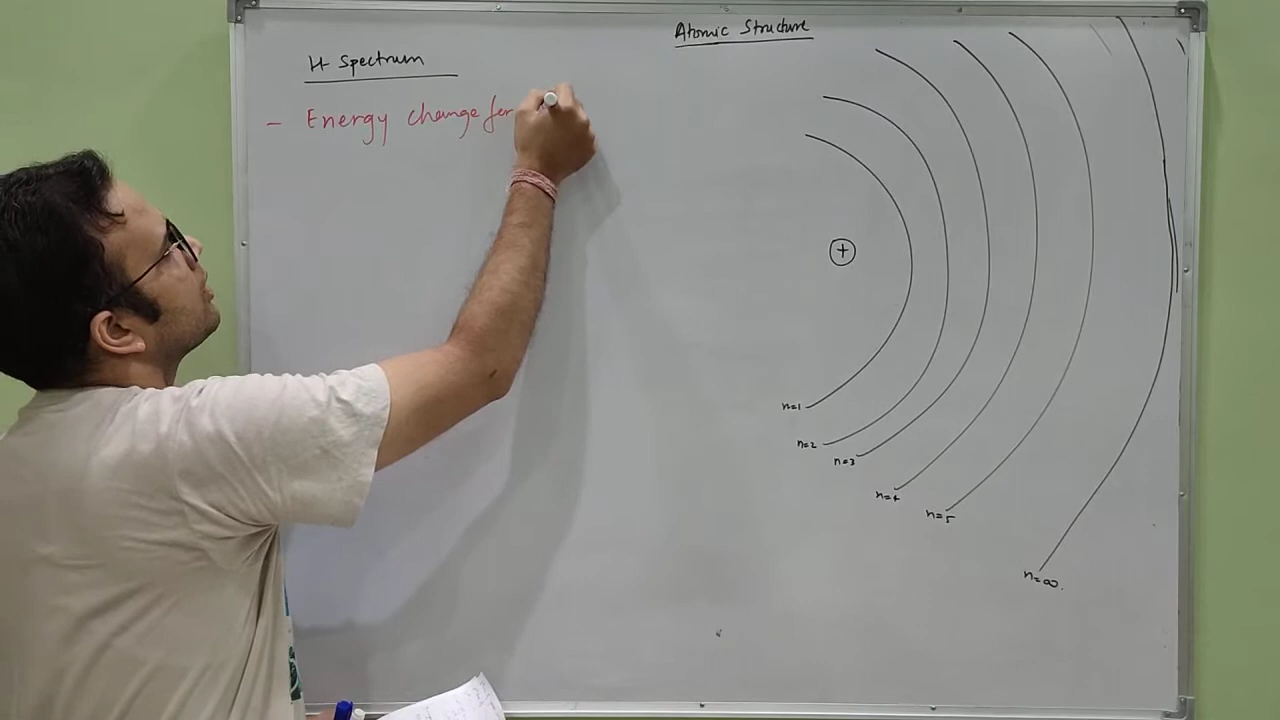 Atomic Structure
H Spectrum
- Energy change for
+
n=1
n=2
n=3
n=4
n=5
n=∞.